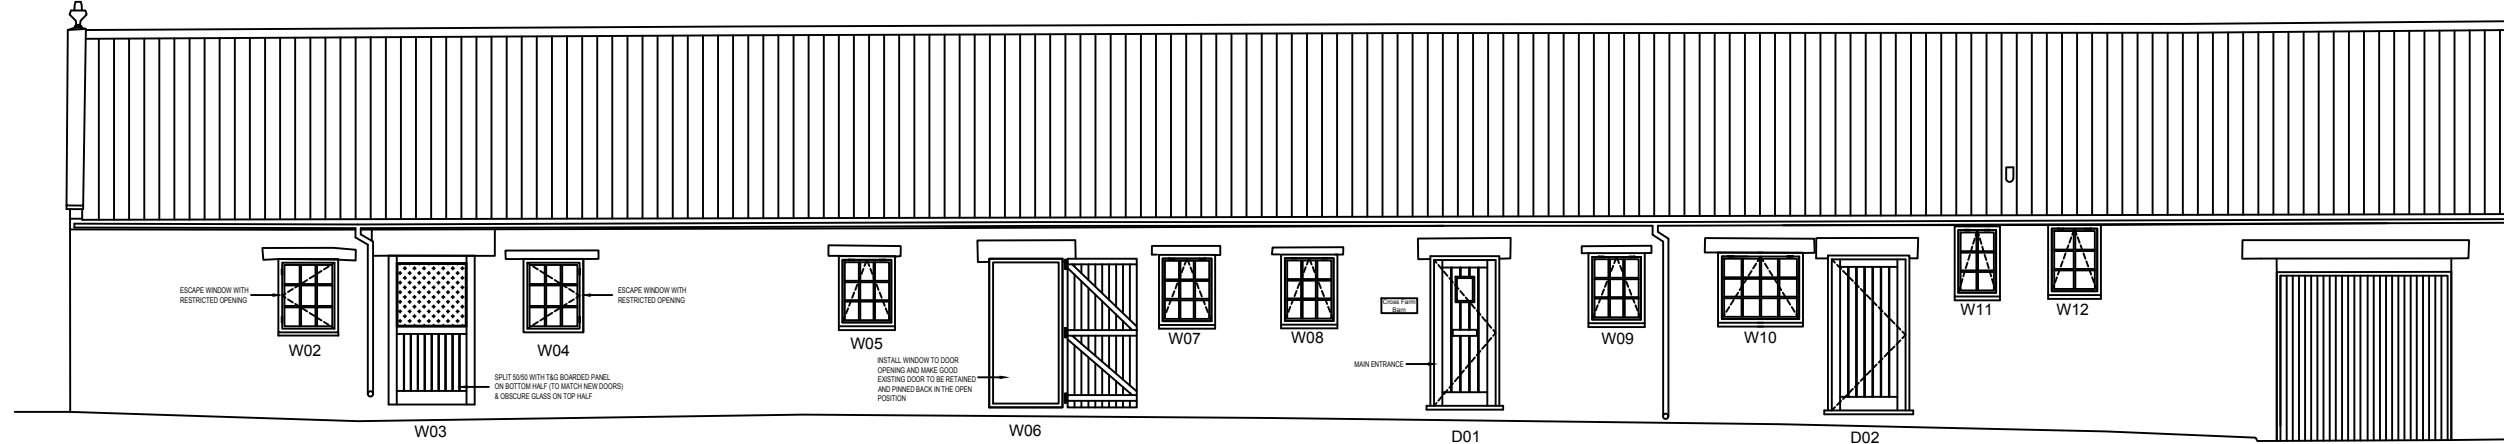 ESCAPE WINDOW WITH
RESTRICTED OPENING
W02
W03
SPLIT 50/50 WITH T&G BOARDED PANEL
ON BOTTOM HALF (TO MATCH NEW DOORS)
& OBSCURE GLASS ON TOP HALF
ESCAPE WINDOW WITH
RESTRICTED OPENING
W04
W05
INSTALL WINDOW TO DOOR
OPENING AND MAKE GOOD
EXISTING DOOR TO BE RETAINED
AND PINNED BACK IN THE OPEN
POSITION
W06
W07
W08
Cross Farm
Barn
MAIN ENTRANCE
D01
W09
W10
D02
W11
W12